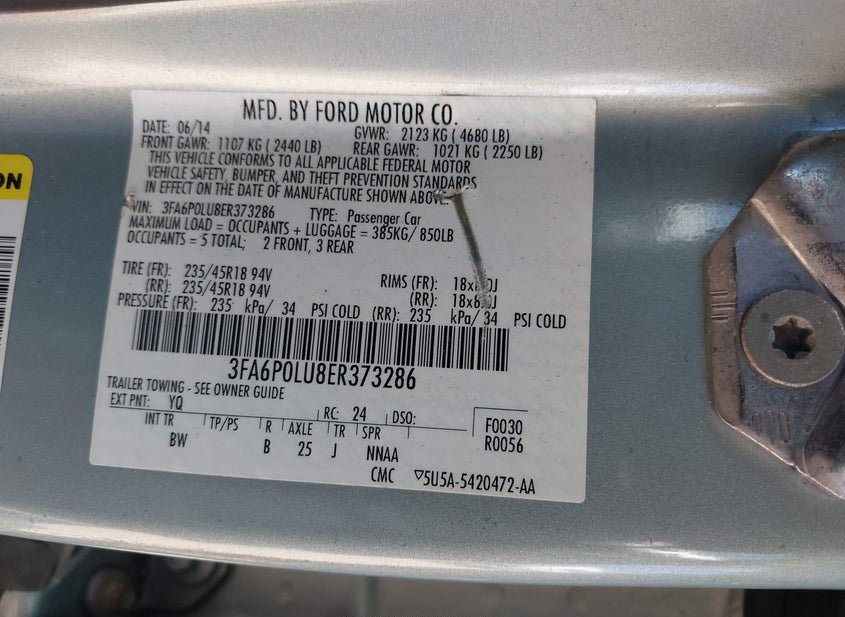 MFD. BY FORD MOTOR CO.
DATE: 06/14 GVWR: 2123 KG ( 4680 LB)
FRONT GAWR: 1107 KG ( 2440 LB) REAR GAWR: 1021 KG ( 2250 LB)
THIS VEHICLE CONFORMS TO ALL APPLICABLE FEDERAL MOTOR
VEHICLE SAFETY, BUMPER, AND THEFT PREVENTION STANDARDS
IN EFFECT ON THE DATE OF MANUFACTURE SHOWN ABOVE
VIN: 3FA6P0LU8ER373286 TYPE: Passenger Car
MAXIMUM LOAD = OCCUPANTS + LUGGAGE = 385KG/ 850LB
OCCUPANTS = 5 TOTAL; 2 FRONT, 3 REAR
TIRE (FR): 235/45R18 94V RIMS (FR):
(RR): 235/45R18 94V (RR):
PRESSURE (FR): 235 kPa/ 34 PSI COLD (RR): 235 kPa/ 34 PSI COLD
3FA6P0LU8ER373286
TRAILER TOWING - SEE OWNER GUIDE
EXT PNT: YQ RC: 24 DSO: F0030
INT TR TP/PS R AXLE TR SPR R0056
BW B 25 J NNAA
CMC ▽5U5A-5420472-AA